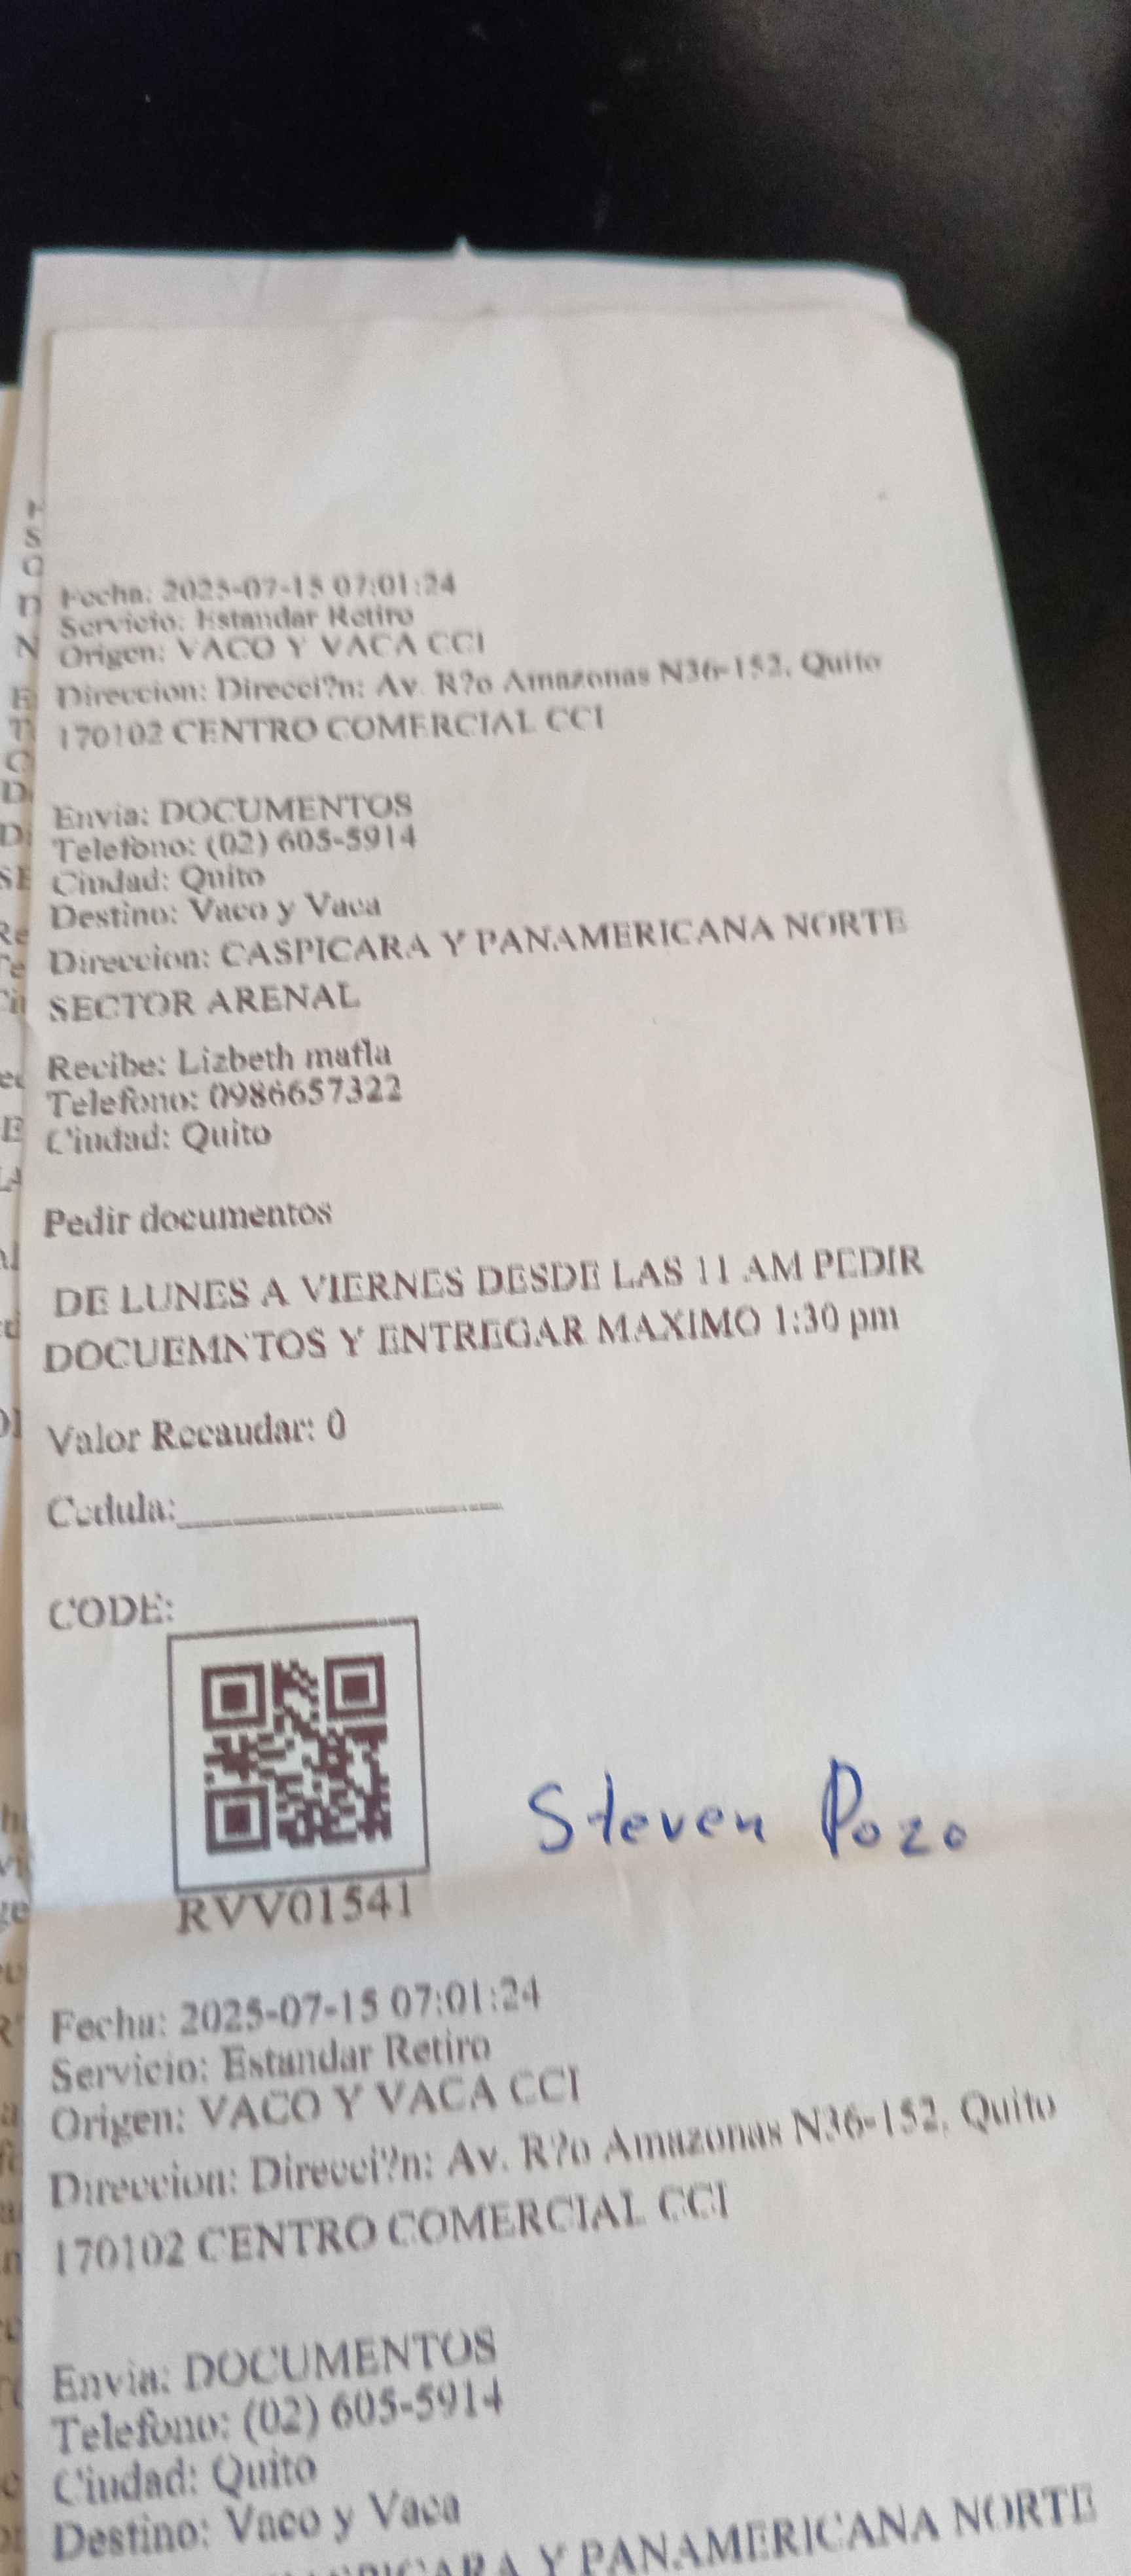 Fecha: 2025-07-15 07:01:24
Servicio: Estandar Retiro
Origen: VACO Y VACA CCI
Direccion: Direcci?n: Av. R?o Amazonas N36-152, Quito
170102 CENTRO COMERCIAL CCI
Envia: DOCUMENTOS
Telefono: (02) 605-5914
Ciudad: Quito
Destino: Vaco y Vaca
Direccion: CASPICARA Y PANAMERICANA NORTE
SECTOR ARENAL
Recibe: Lizbeth mafla
Telefono: 0986657322
Ciudad: Quito
Pedir documentos
DE LUNES A VIERNES DESDE LAS 11 AM PEDIR
DOCUEMNTOS Y ENTREGAR MAXIMO 1:30 pm
Valor Recaudar: 0
Cedula:
CODE:
Steven Pozo
RVV01541
Fecha: 2025-07-15 07:01:24
Servicio: Estandar Retiro
Origen: VACO Y VACA CCI
Direccion: Direcci?n: Av. R?o Amazonas N36-152, Quito
170102 CENTRO COMERCIAL CCI
Envia: DOCUMENTOS
Telefono: (02) 605-5914
Ciudad: Quito
Destino: Vaco y Vaca
Y PANAMERICANA NORTE